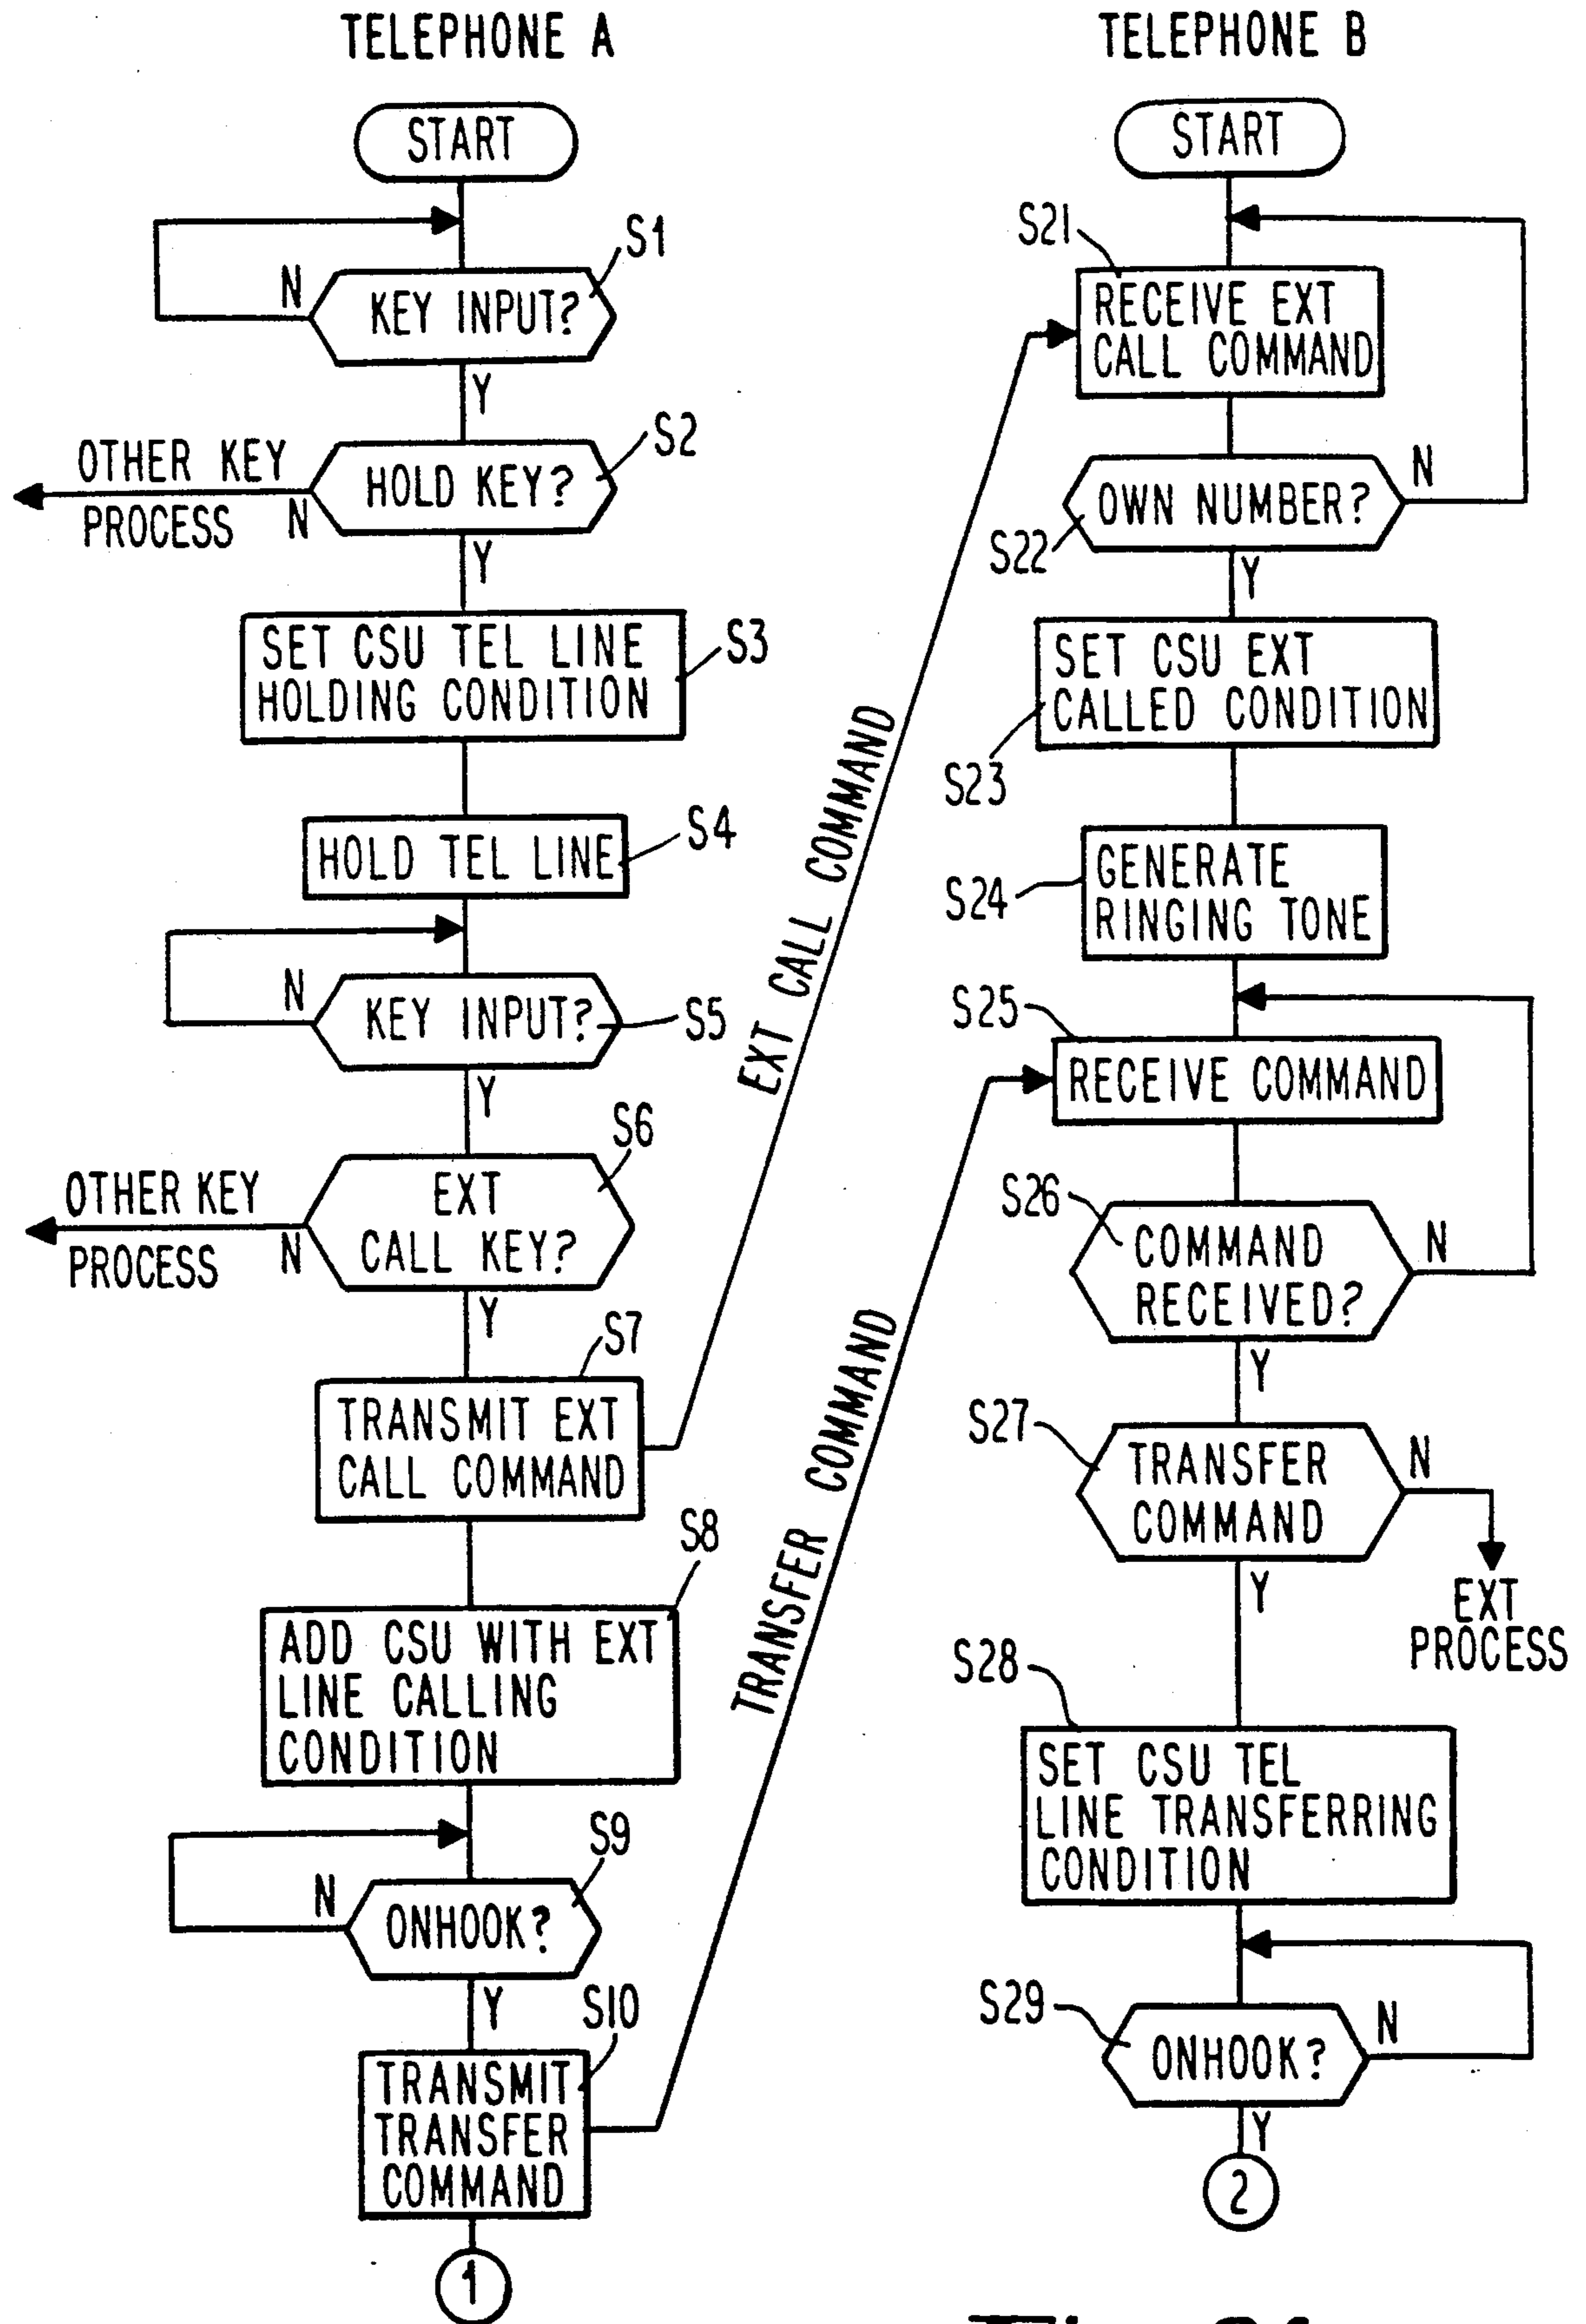 TELEPHONE A
START
S1
N
KEY INPUT?
Y
S2
OTHER KEY
PROCESS
N
HOLD KEY?
Y
SET CSU TEL LINE
HOLDING CONDITION
S3
HOLD TEL LINE
S4
N
KEY INPUT?
S5
Y
S6
OTHER KEY
PROCESS
N
EXT
CALL KEY?
Y
S7
TRANSMIT EXT
CALL COMMAND
S8
ADD CSU WITH EXT
LINE CALLING
CONDITION
S9
N
ONHOOK?
Y
S10
TRANSMIT
TRANSFER
COMMAND
1
EXT CALL COMMAND
TRANSFER COMMAND
TELEPHONE B
START
S21
RECEIVE EXT
CALL COMMAND
N
OWN NUMBER?
S22
Y
SET CSU EXT
CALLED CONDITION
S23
GENERATE
RINGING TONE
S24
S25
RECEIVE COMMAND
S26
COMMAND
RECEIVED?
N
Y
S27
TRANSFER
COMMAND
N
EXT
PROCESS
Y
S28
SET CSU TEL
LINE TRANSFERRING
CONDITION
S29
ONHOOK?
N
Y
2